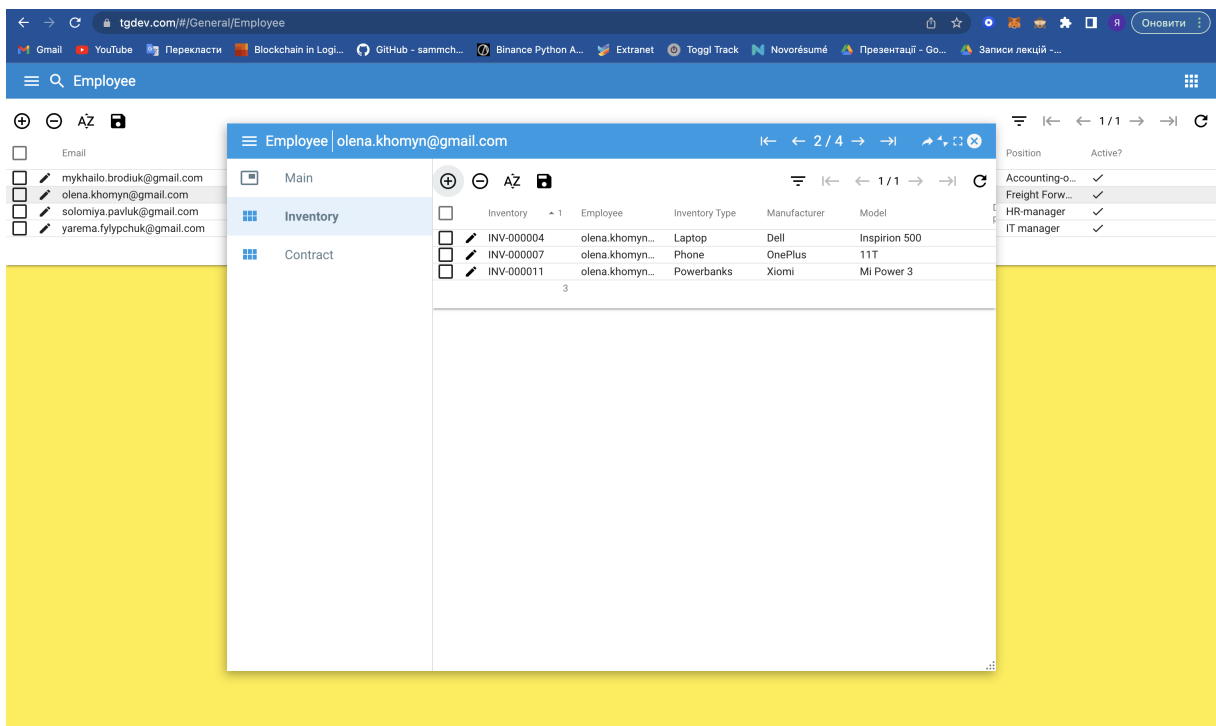 tgdev.com/#/General/Employee Оновити
Gmail YouTube Перекласти Blockchain in Logi... GitHub - sammch... Binance Python A... Extranet Toggl Track Novorésumé Презентації – Go... Записи лекцій –...
Employee
1 / 1
Email Position Active?
mykhailo.brodiuk@gmail.com Accounting-o...
olena.khomyn@gmail.com Freight Forw...
solomiya.pavluk@gmail.com HR-manager
yarema.fylypchuk@gmail.com IT manager
Employee olena.khomyn@gmail.com 2 / 4
Main
Inventory
Contract
1 / 1
Inventory 1 Employee Inventory Type Manufacturer Model
INV-000004 olena.khomyn... Laptop Dell Inspirion 500
INV-000007 olena.khomyn... Phone OnePlus 11T
INV-000011 olena.khomyn... Powerbanks Xiomi Mi Power 3
3